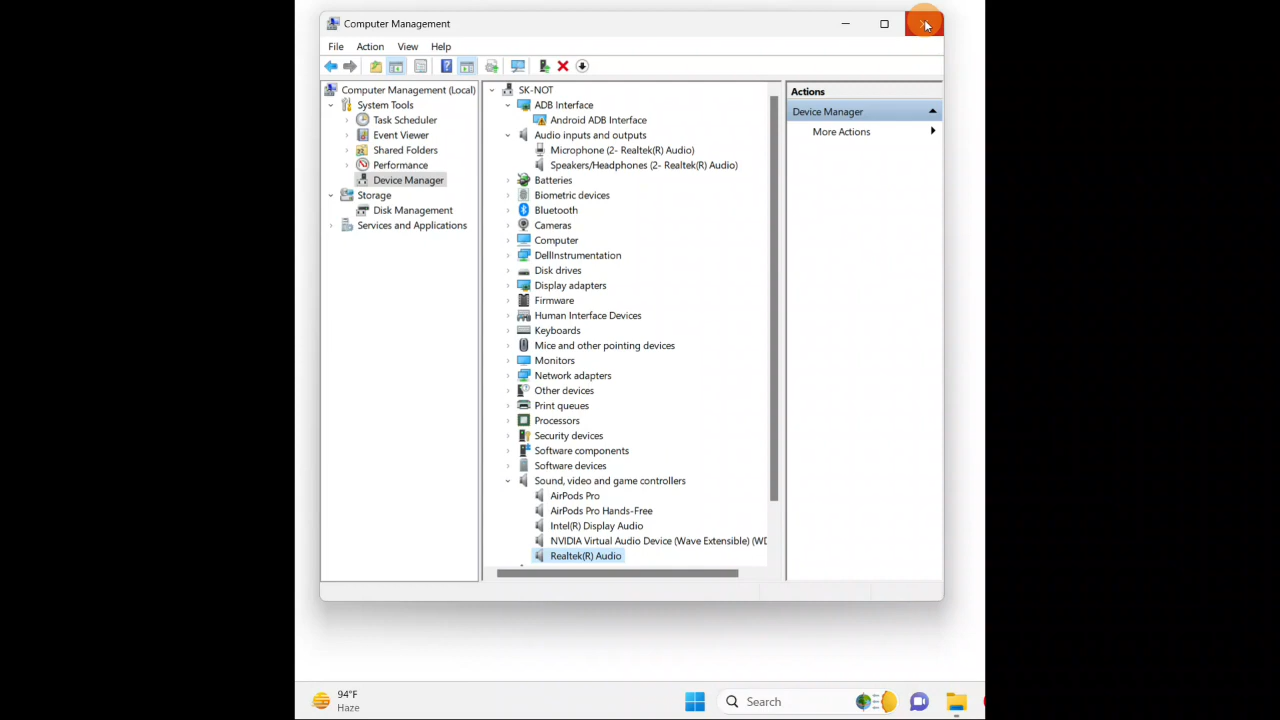 Computer Management
File Action View Help
Computer Management (Local)
System Tools
Task Scheduler
Event Viewer
Shared Folders
Performance
Device Manager
Storage
Disk Management
Services and Applications
SK-NOT
ADB Interface
Android ADB Interface
Audio inputs and outputs
Microphone (2- Realtek(R) Audio)
Speakers/Headphones (2- Realtek(R) Audio)
Batteries
Biometric devices
Bluetooth
Cameras
Computer
DellInstrumentation
Disk drives
Display adapters
Firmware
Human Interface Devices
Keyboards
Mice and other pointing devices
Monitors
Network adapters
Other devices
Print queues
Processors
Security devices
Software components
Software devices
Sound, video and game controllers
AirPods Pro
AirPods Pro Hands-Free
Intel(R) Display Audio
NVIDIA Virtual Audio Device (Wave Extensible) (WD
Realtek(R) Audio
Actions
Device Manager
More Actions
94°F
Haze
Search